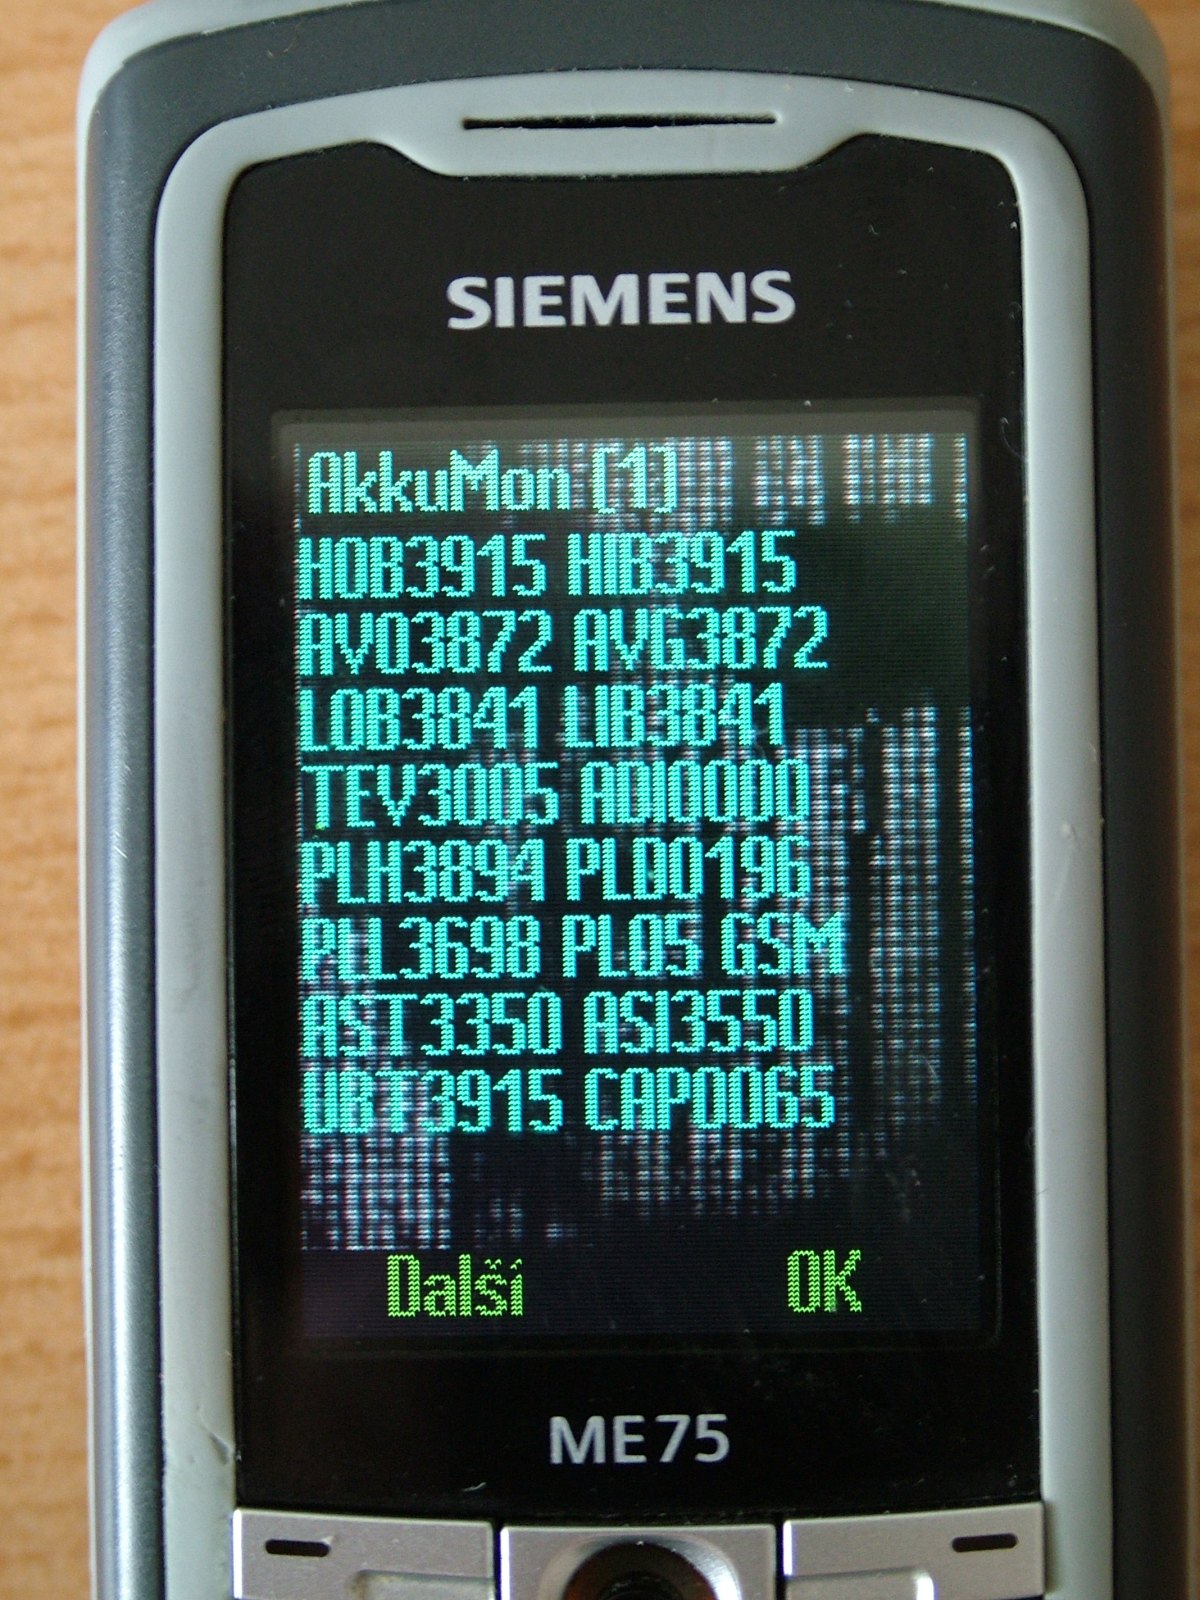 SIEMENS
AkkuMon [1]
HOB3915 HIB3915
AVO3872 AVG3872
LOB3841 LIB3841
TEV3005 ADI0000
PLH3894 PLD0196
PLL3698 PL05 GSM
AST3350 ASI3550
UBT3915 CAP0065
Další OK
ME75